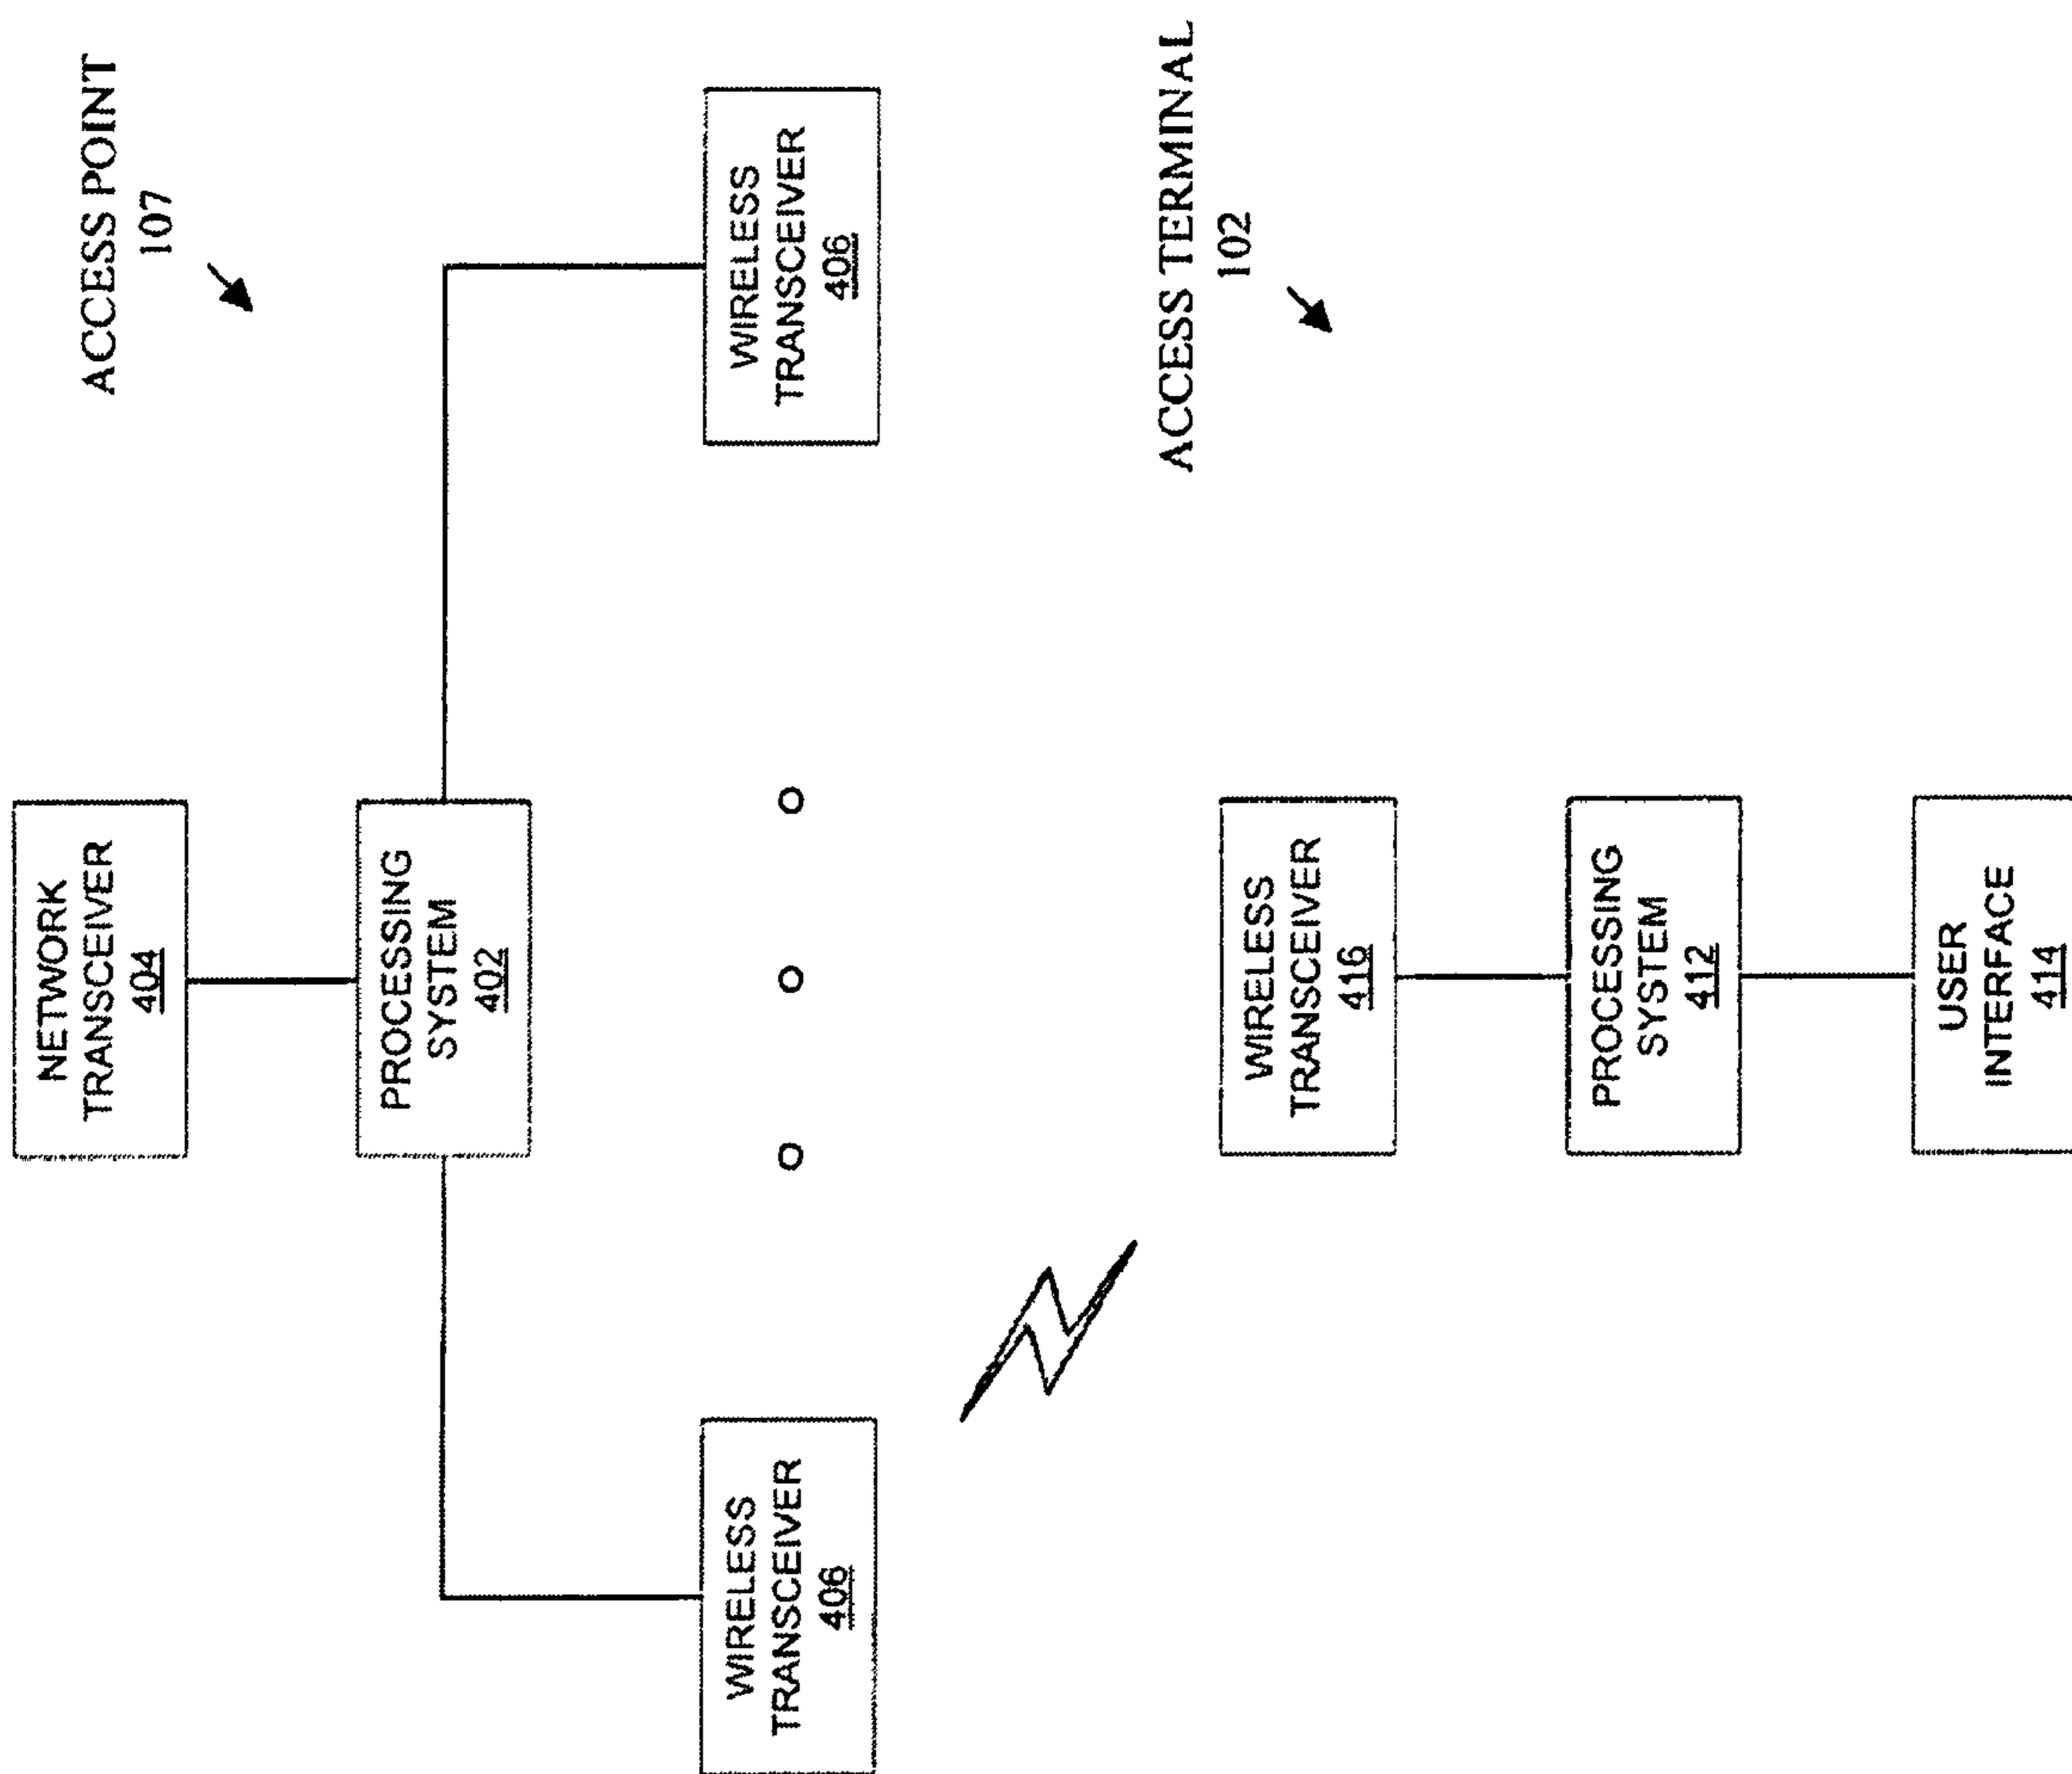 ACCESS POINT
107
NETWORK
TRANSCEIVER
404
PROCESSING
SYSTEM
402
WIRELESS
TRANSCEIVER
406
WIRELESS
TRANSCEIVER
406
ACCESS TERMINAL
102
WIRELESS
TRANSCEIVER
416
PROCESSING
SYSTEM
412
USER
INTERFACE
414